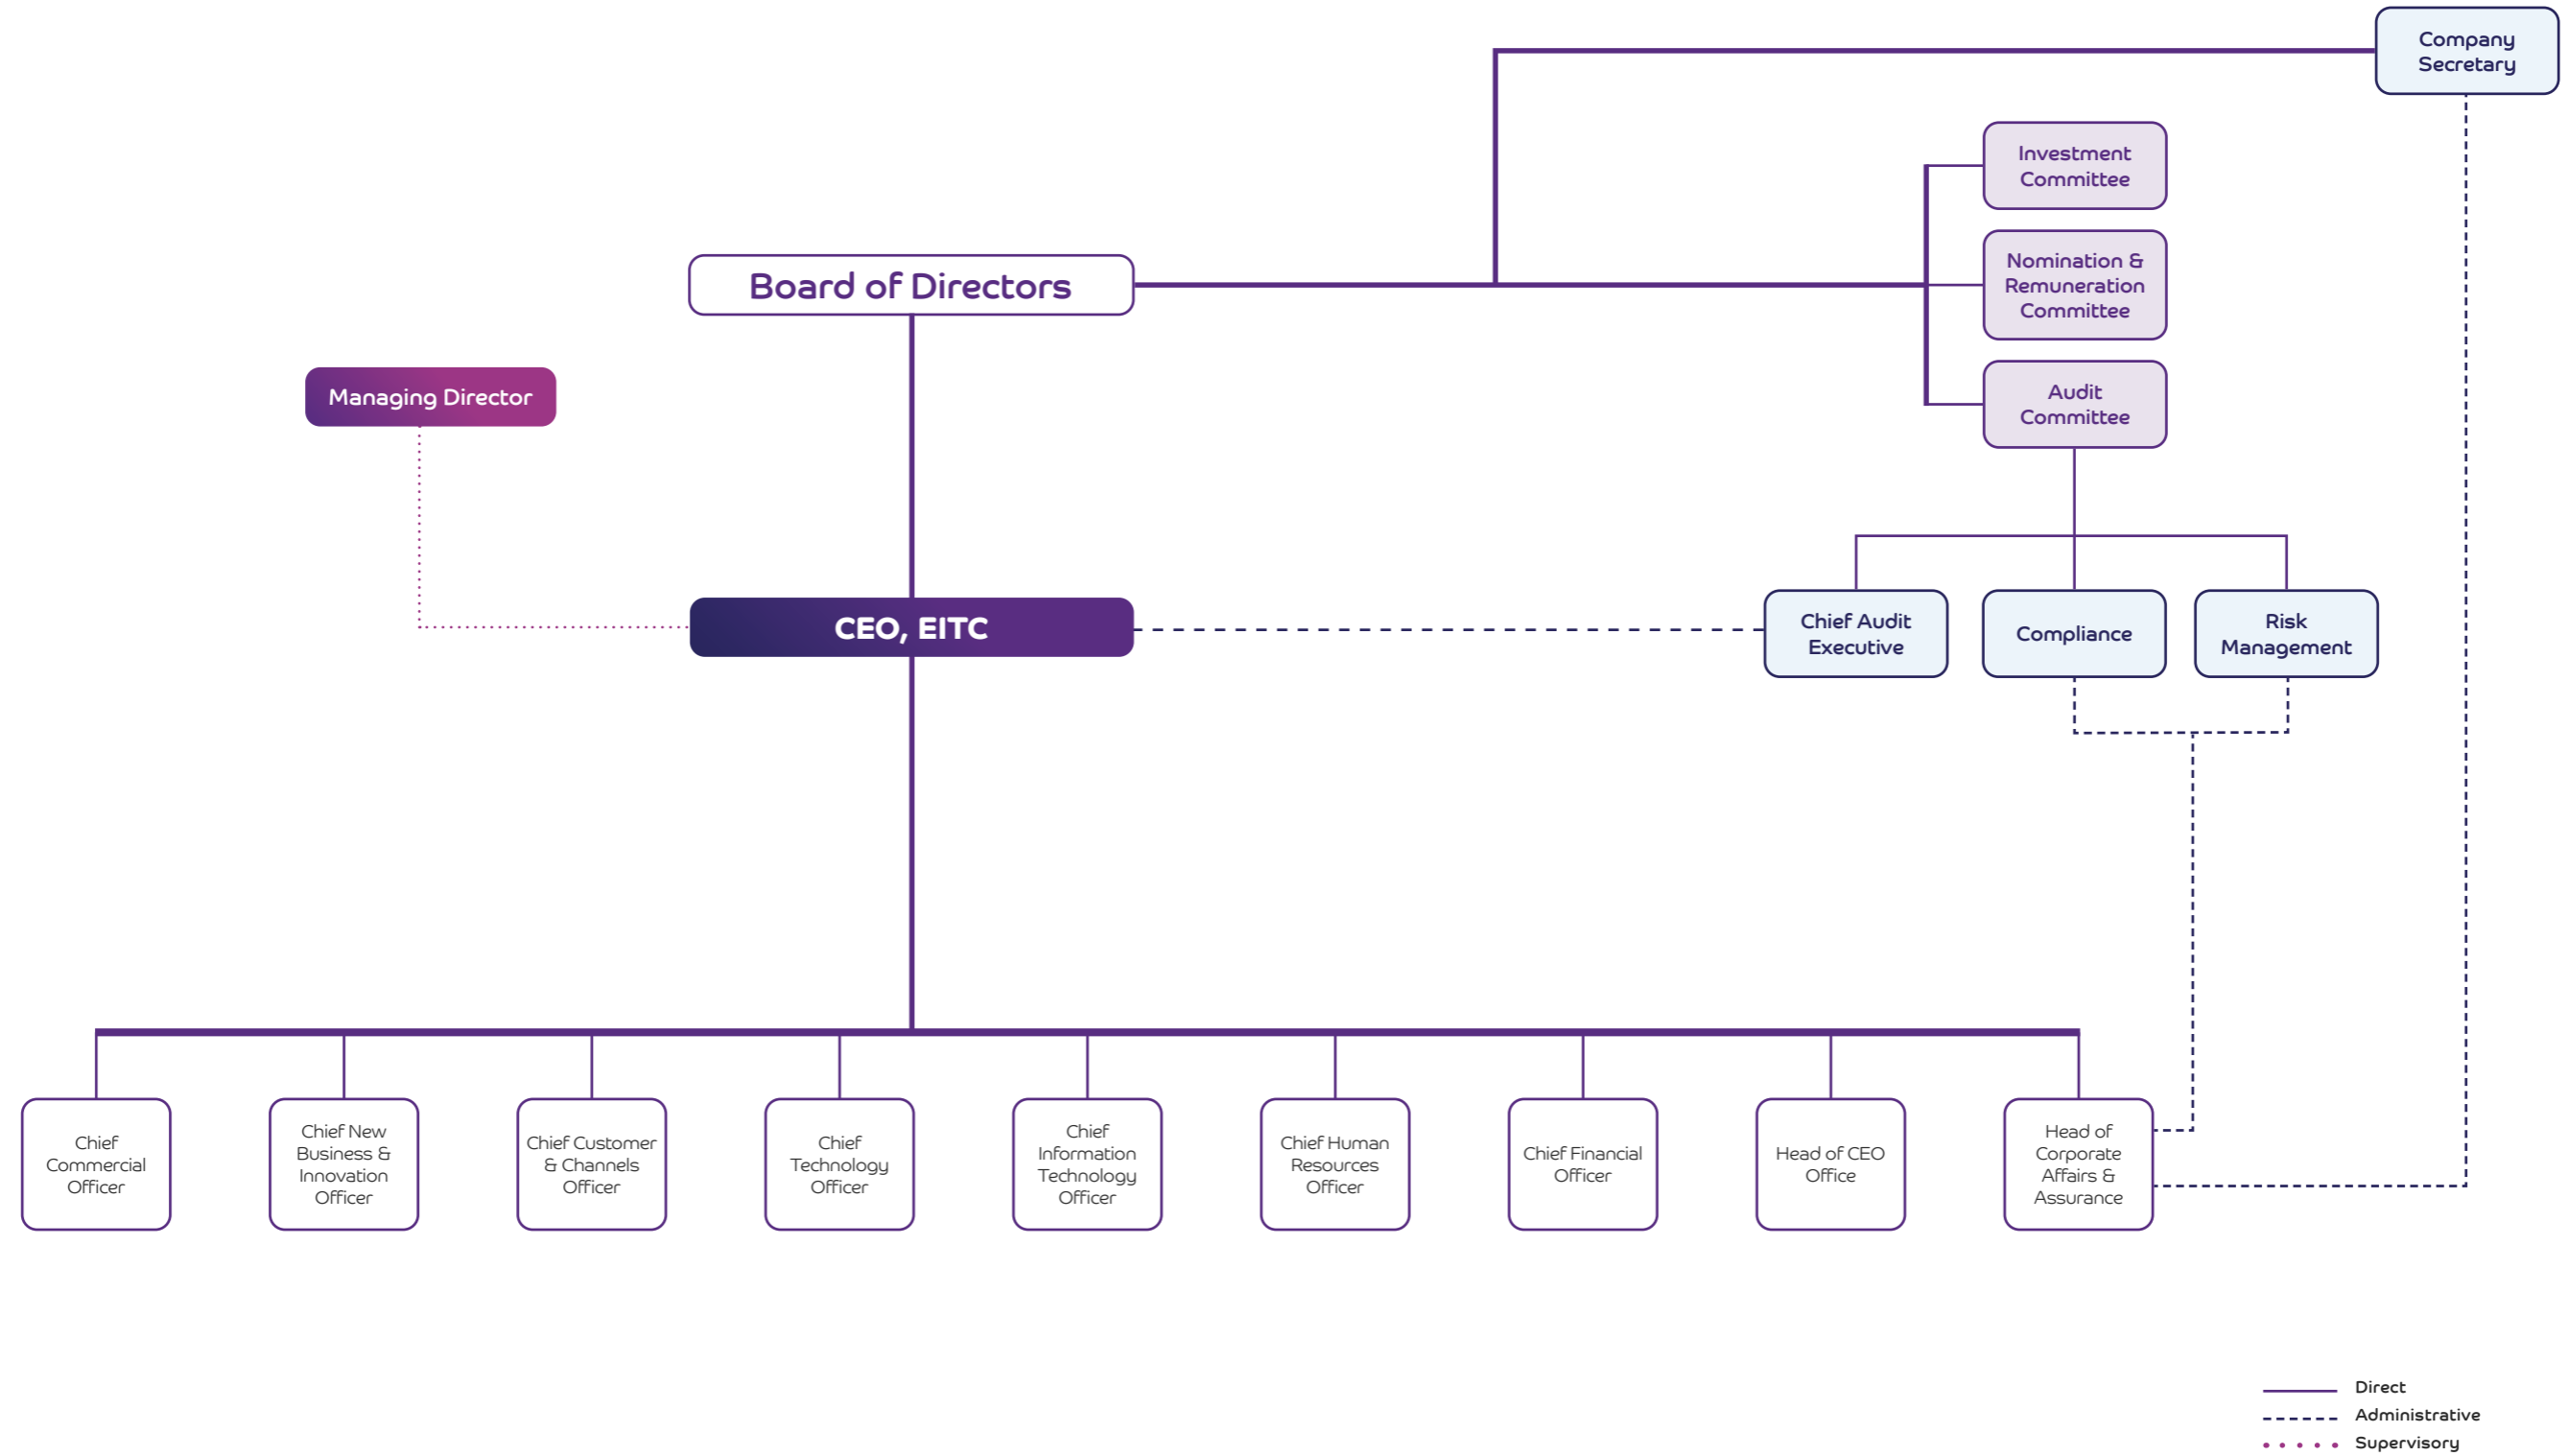 Company
Secretary
Investment
Committee
Nomination &
Remuneration
Committee
Board of Directors
Managing Director
Audit
Committee
CEO, EITC
Chief Audit
Executive
Compliance
Risk
Management
Chief
Commercial
Officer
Chief New
Business &
Innovation
Officer
Chief Customer
& Channels
Officer
Chief
Technology
Officer
Chief
Information
Technology
Officer
Chief Human
Resources
Officer
Chief Financial
Officer
Head of CEO
Office
Head of
Corporate
Affairs &
Assurance
Direct
Administrative
Supervisory